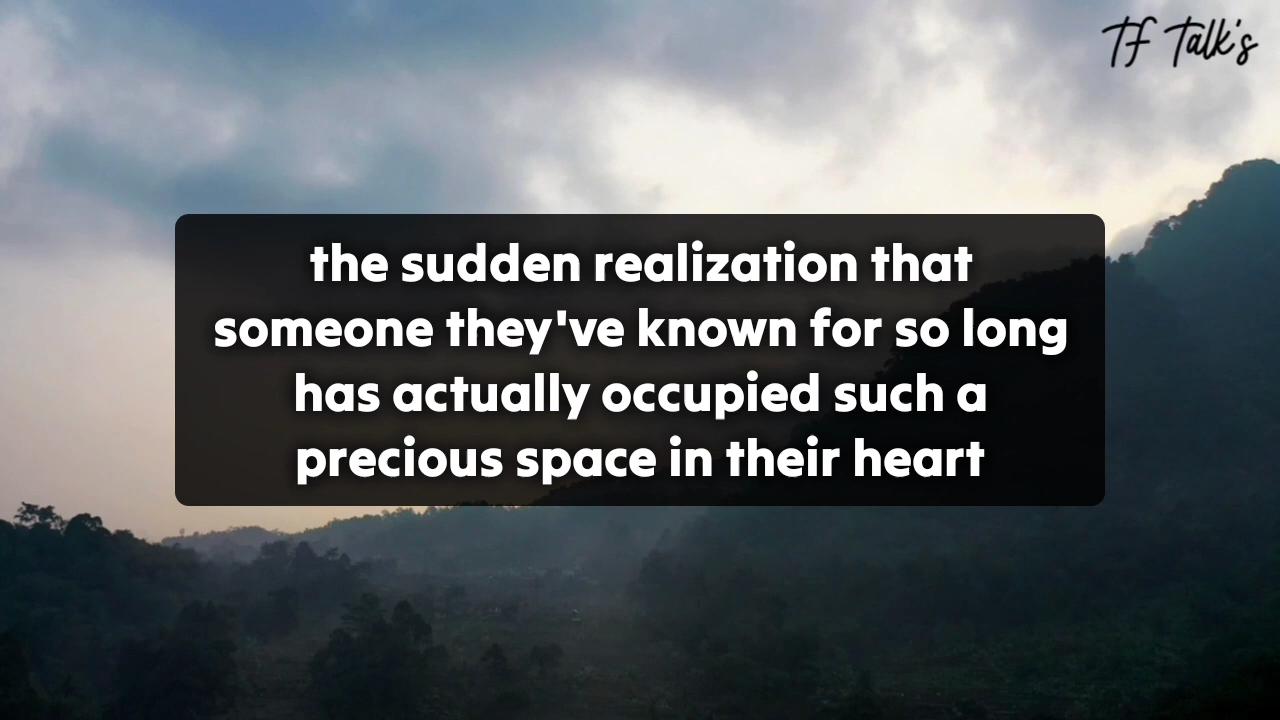 TF Talk's
the sudden realization that
someone they've known for so long
has actually occupied such a
precious space in their heart